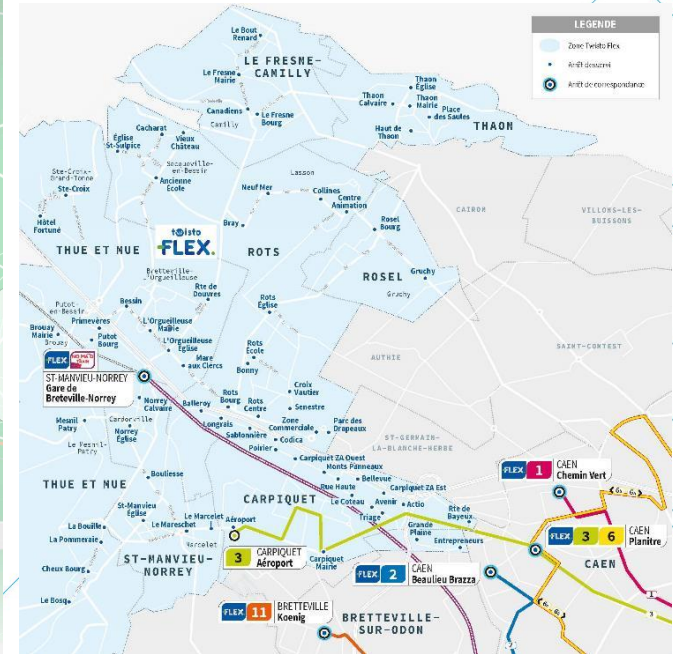 LEGENDE
Zone Twisto Flex
Arrêt desservi
Arrêt de correspondance
Le Bout
Renard
LE FRESNE-
CAMILLY
Le Fresne
Mairie
Canadiens
Camilly
Le Fresne
Bourg
Thaon
Église
Thaon
Calvaire
Thaon
Mairie
Place
des Saules
Haut de
Thaon
THAON
Cacharat
Église
St-Sulpice
Vieux
Château
Secqueville-
en-Bessin
Ancienne
École
Ste-Croix-
Grand-Tonne
Ste-Croix
Hôtel
Fortuné
Lasson
Neuf Mer
Collines
Centre
Animation
Bray
Rosel
Bourg
CAIRON
VILLONS-LES-
BUISSONS
THUE ET MUE
twisto
FLEX.
ROTS
ROSEL
Gruchy
Gruchy
Bretteville-
L'Orgueilleuse
Rte de
Douvres
Putot
en-Bessin
Bessin
Primevères
L'Orgueilleuse
Mairie
Rots
Église
Brouay
Mairie
Brouay
Putot
Bourg
L'Orgueilleuse
Église
Mare
aux Clercs
Rots
École
Bonny
AUTHIE
SAINT-CONTEST
FLEX
ST-MANVIEU-NORREY
Gare de
Breteville-Norrey
Norrey
Calvaire
Balleroy
Rots
Bourg
Rots
Centre
Croix
Vautier
Senestre
Mesnil
Patry
Cardonville
Norrey
Église
Longrais
Sablonnière
Zone
Commerciale
Parc des
Drapeaux
Codica
Poirier
Le Mesnil-
Patry
ST-GERMAIN-
LA-BLANCHE-HERBE
Carpiquet ZA Ouest
Monts Panneaux
Boulesse
Bellevue
Rue Haute
Carpiquet ZA Est
FLEX 1
CAEN
Chemin Vert
THUE ET MUE
CARPIQUET
Le Coteau
Avenir
Actio
Triage
Rte de
Bayeux
St-Manvieu
Église
Le Marcelet
Aéroport
La Bouille
Le Mareschet
Grande
Plaine
Entrepreneurs
FLEX 3 6
CAEN
Planitre
La Pommeraie
Marcelet
3
CARPIQUET
Aéroport
Carpiquet
Mairie
CAEN
Cheux Bourg
ST-MANVIEU-
NORREY
FLEX 2
CAEN
Beaulieu Brazza
Le Bosq
FLEX 11
BRETTEVILLE
Koenig
BRETTEVILLE-
SUR-ODON
6a - 6b
6a - 6b
1
2
3